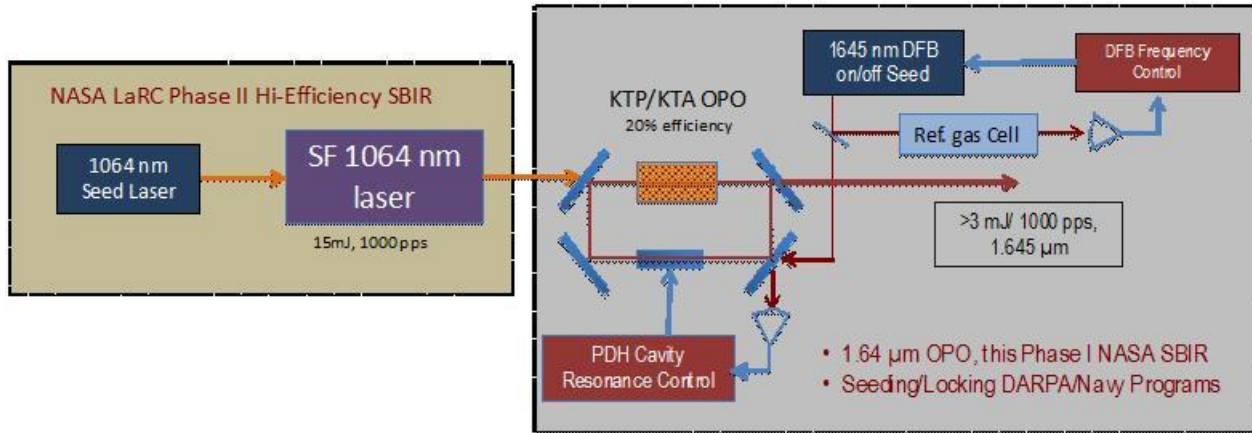 NASA LaRC Phase II Hi-Efficiency SBIR
1064 nm
Seed Laser
SF 1064 nm
laser
15mJ, 1000pps
KTP/KTA OPO
20% efficiency
1645 nm DFB
on/off Seed
DFB Frequency
Control
Ref. gas Cell
>3 mJ/ 1000 pps,
1.645 µm
PDH Cavity
Resonance Control
• 1.64 µm OPO, this Phase I NASA SBIR
• Seeding/Locking DARPA/Navy Programs